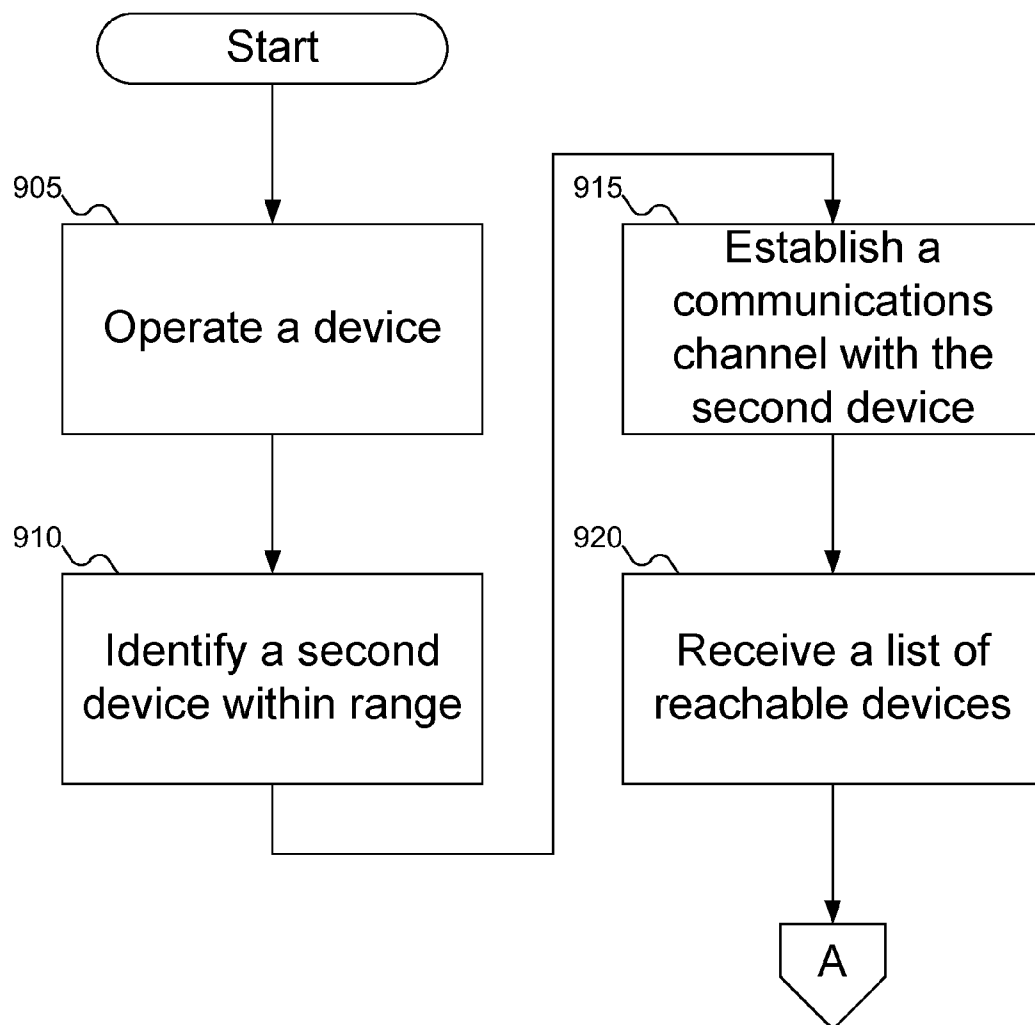 Start
905
Operate a device
910
Identify a second
device within range
915
Establish a
communications
channel with the
second device
920
Receive a list of
reachable devices
A